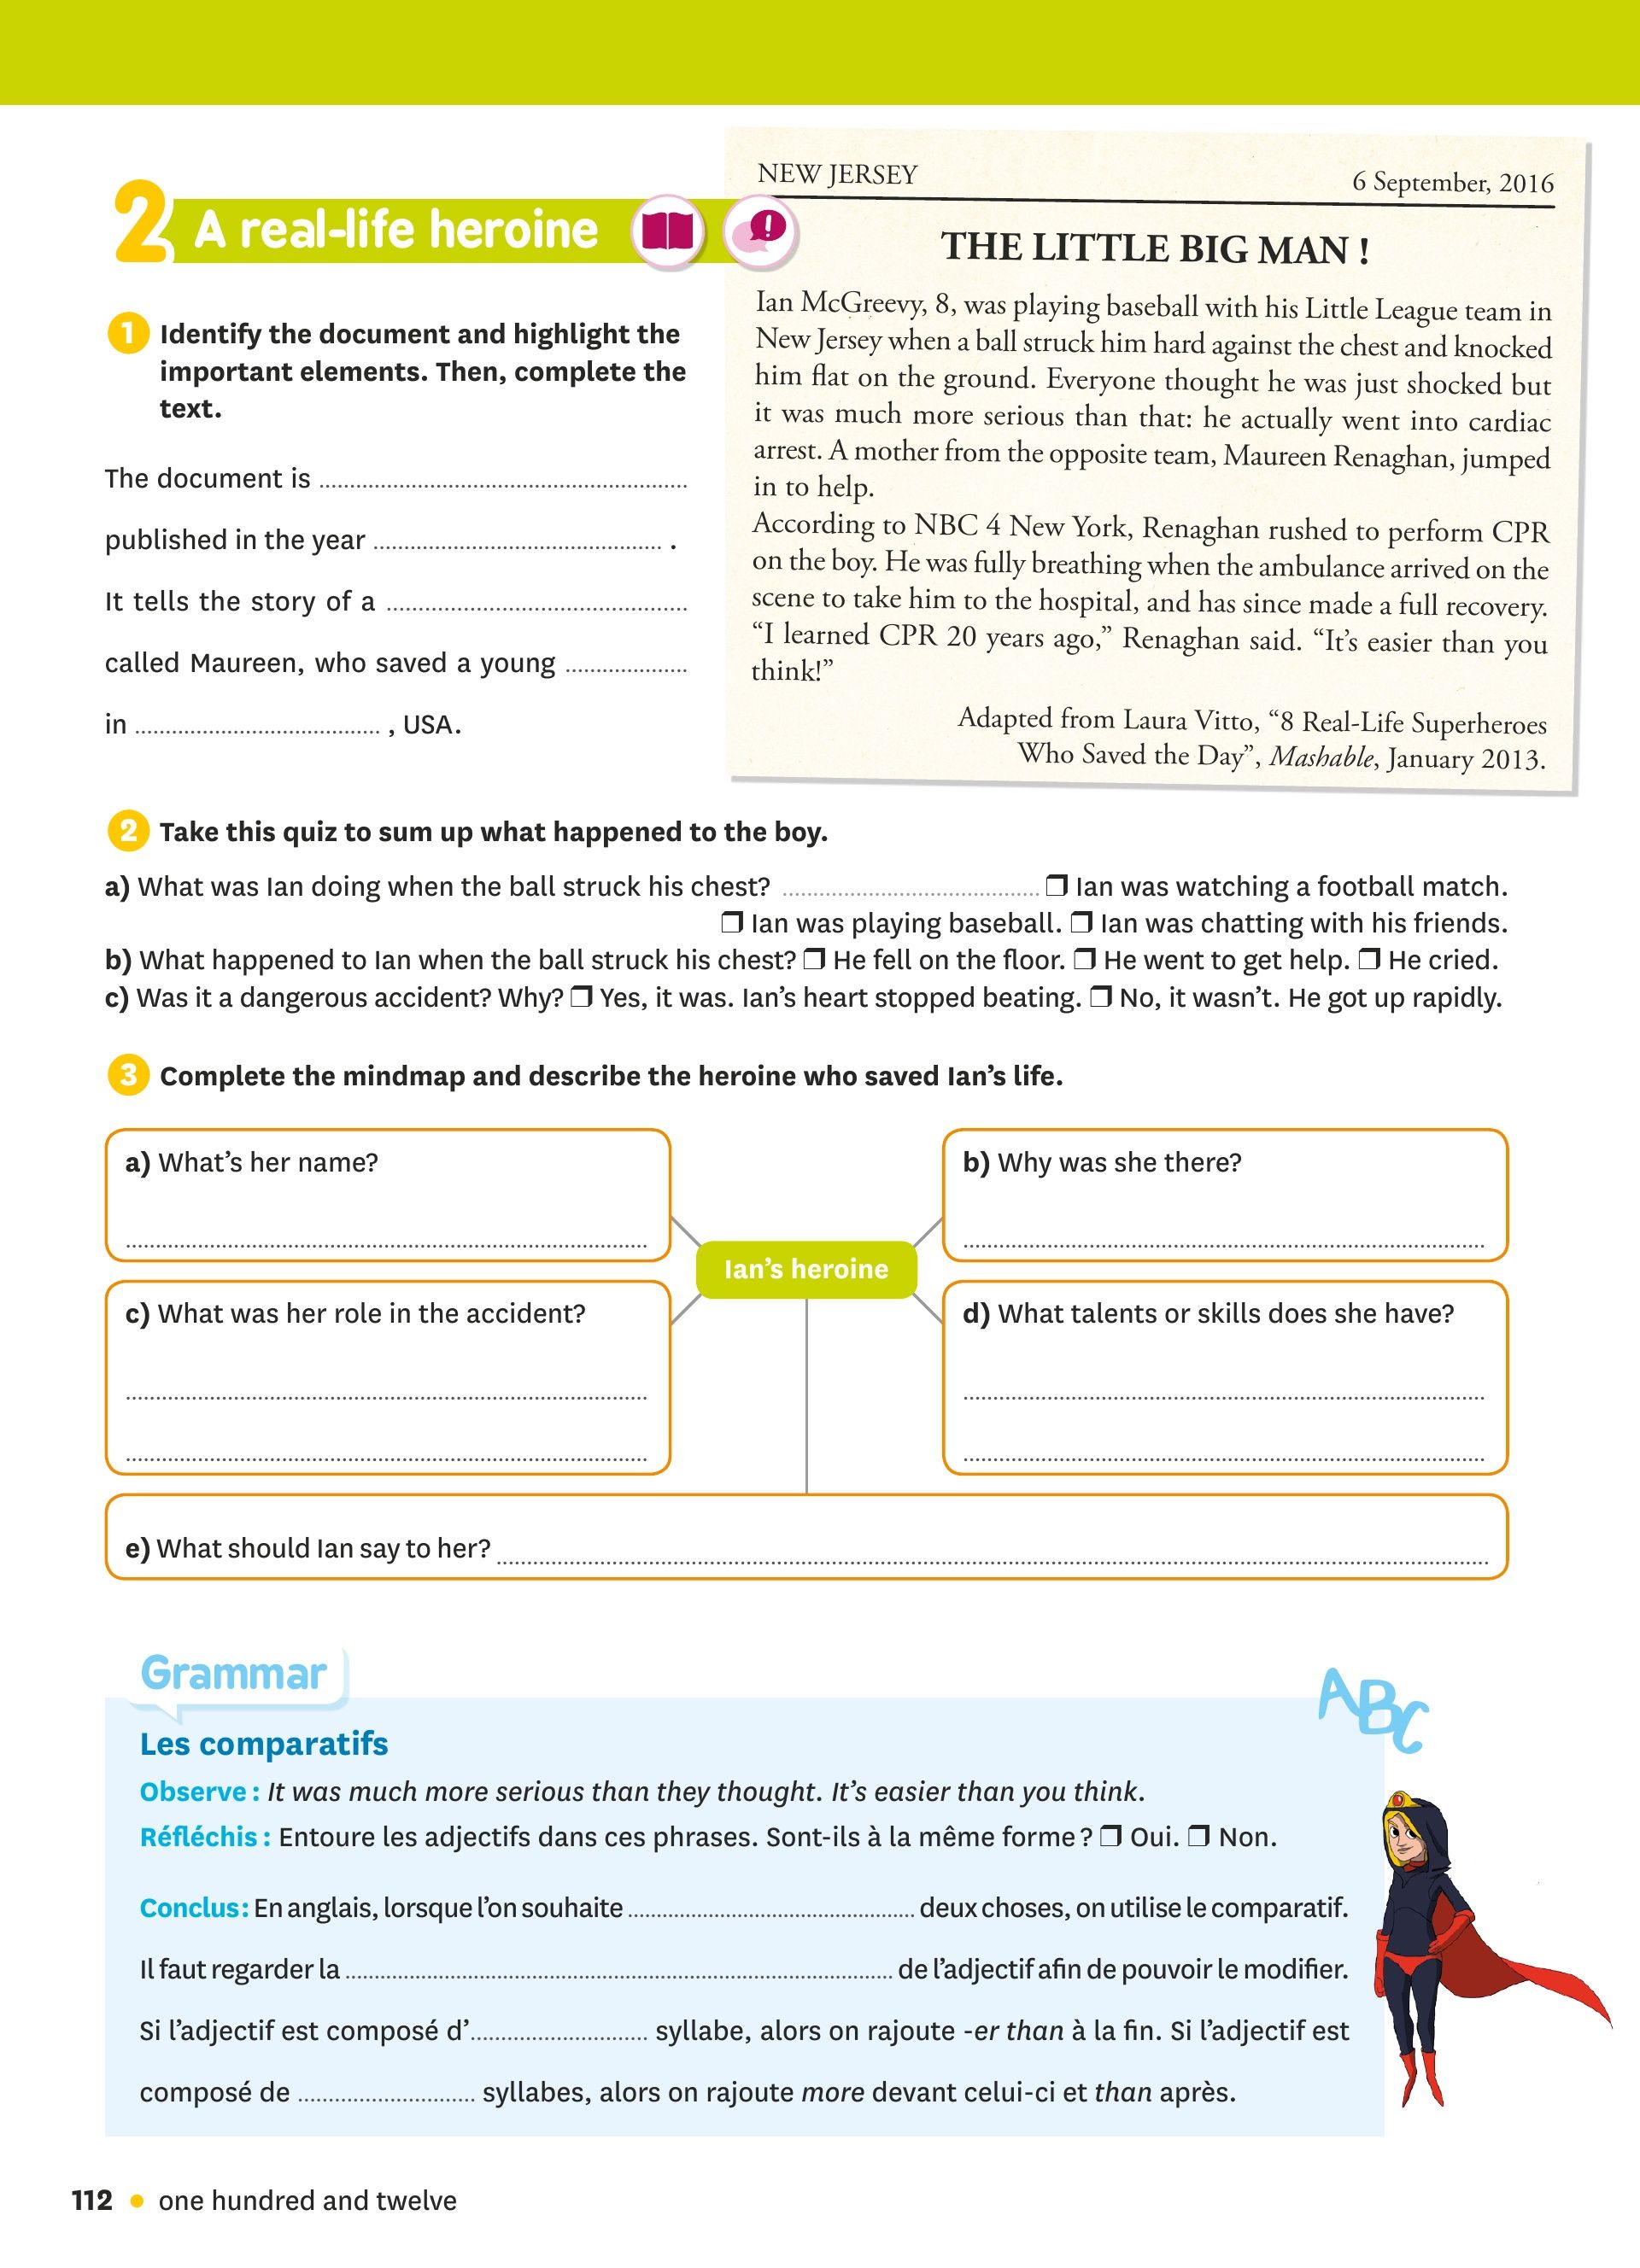 NEW JERSEY 6 September, 2016
2 A real-life heroine
THE LITTLE BIG MAN !
Ian McGreevy, 8, was playing baseball with his Little League team in
New Jersey when a ball struck him hard against the chest and knocked
him flat on the ground. Everyone thought he was just shocked but
it was much more serious than that: he actually went into cardiac
arrest. A mother from the opposite team, Maureen Renaghan, jumped
in to help.
According to NBC 4 New York, Renaghan rushed to perform CPR
on the boy. He was fully breathing when the ambulance arrived on the
scene to take him to the hospital, and has since made a full recovery.
“I learned CPR 20 years ago,” Renaghan said. “It’s easier than you
think!”
Adapted from Laura Vitto, “8 Real-Life Superheroes
Who Saved the Day”, Mashable, January 2013.
1 Identify the document and highlight the
important elements. Then, complete the
text.
The document is ..........
published in the year .......... .
It tells the story of a ..........
called Maureen, who saved a young ..........
in .......... , USA.
2 Take this quiz to sum up what happened to the boy.
a) What was Ian doing when the ball struck his chest? .......... ❒ Ian was watching a football match.
❒ Ian was playing baseball. ❒ Ian was chatting with his friends.
b) What happened to Ian when the ball struck his chest? ❒ He fell on the floor. ❒ He went to get help. ❒ He cried.
c) Was it a dangerous accident? Why? ❒ Yes, it was. Ian’s heart stopped beating. ❒ No, it wasn’t. He got up rapidly.
3 Complete the mindmap and describe the heroine who saved Ian’s life.
a) What’s her name?
b) Why was she there?
Ian’s heroine
c) What was her role in the accident?
d) What talents or skills does she have?
e) What should Ian say to her? ..........
Grammar
ABC
Les comparatifs
Observe : It was much more serious than they thought. It’s easier than you think.
Réfléchis : Entoure les adjectifs dans ces phrases. Sont-ils à la même forme ? ❒ Oui. ❒ Non.
Conclus : En anglais, lorsque l’on souhaite .......... deux choses, on utilise le comparatif.
Il faut regarder la .......... de l’adjectif afin de pouvoir le modifier.
Si l’adjectif est composé d’.......... syllabe, alors on rajoute -er than à la fin. Si l’adjectif est
composé de .......... syllabes, alors on rajoute more devant celui-ci et than après.
112 • one hundred and twelve